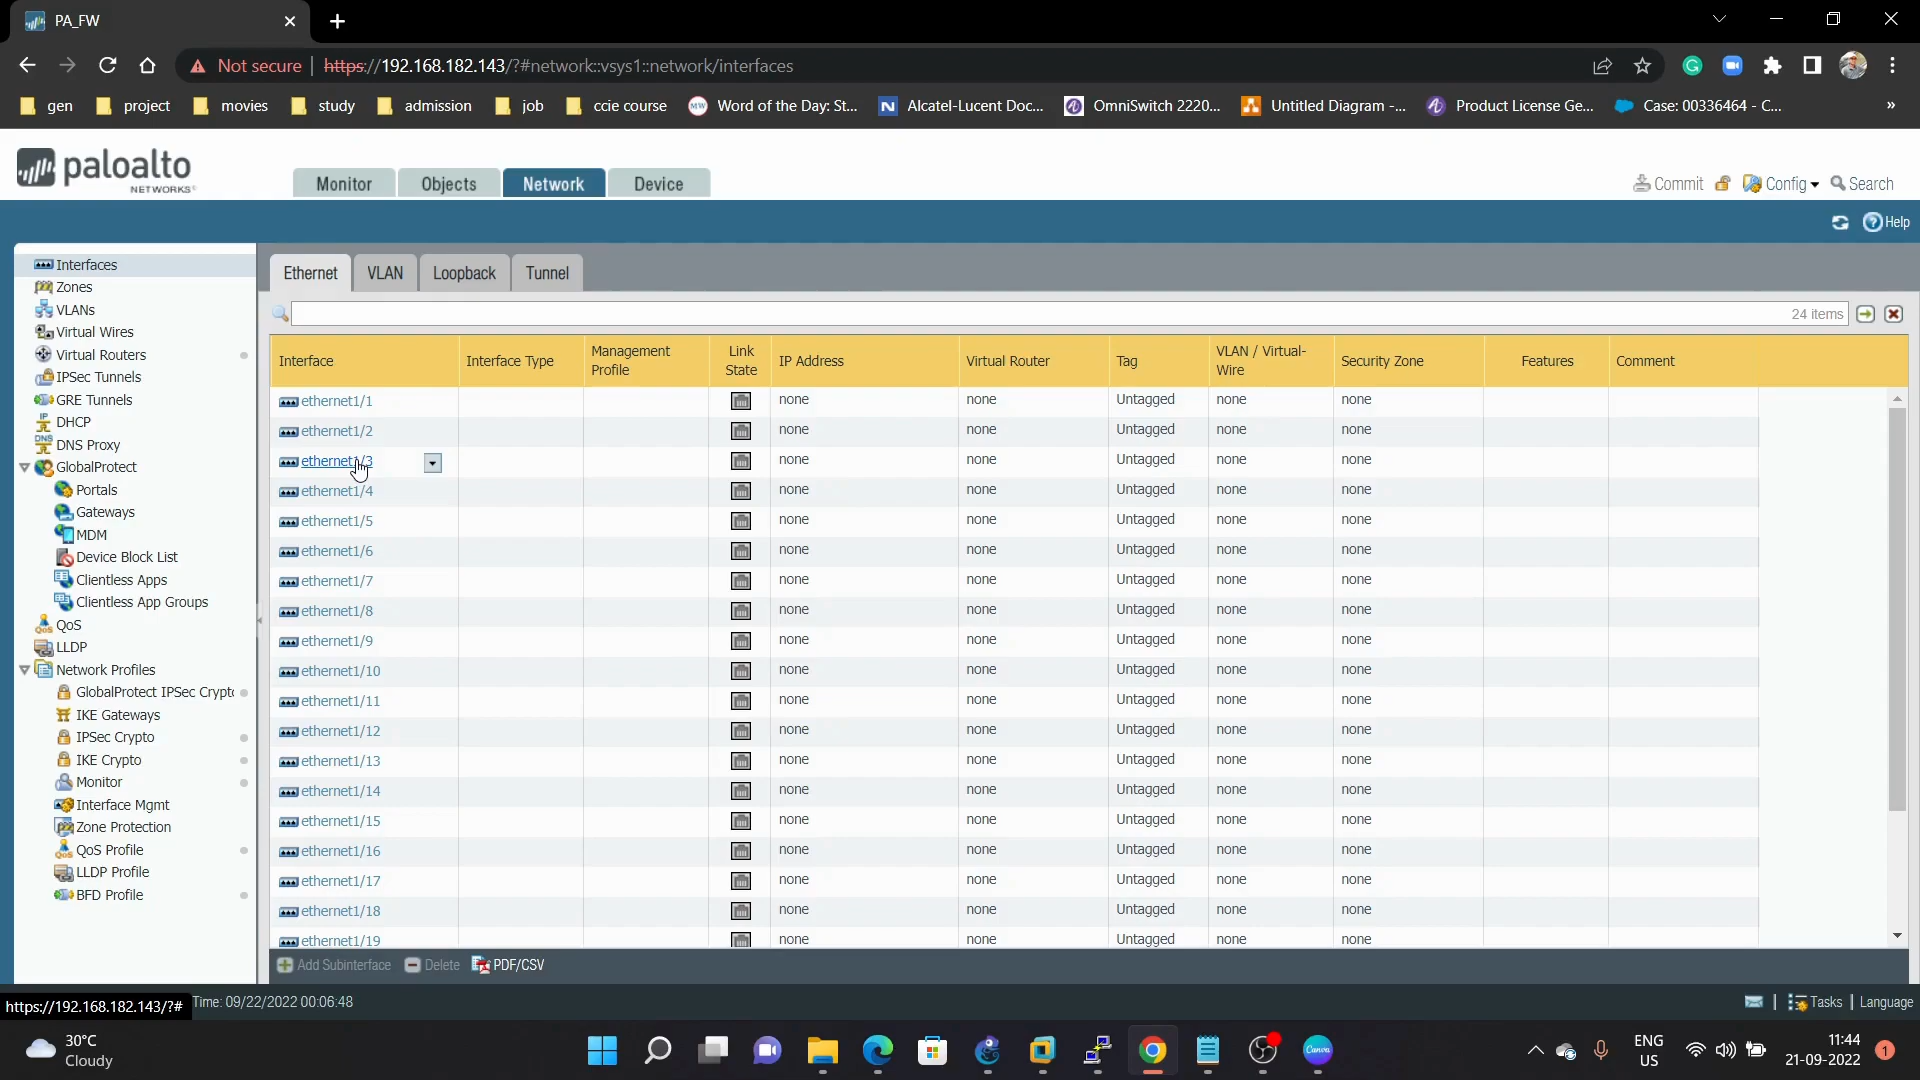 PA_FW
Not secure | https://192.168.182.143/?#network::vsys1::network/interfaces
gen project movies study admission job ccie course Word of the Day: St... Alcatel-Lucent Doc... OmniSwitch 2220... Untitled Diagram -... Product License Ge... Case: 00336464 - C... »
paloalto
NETWORKS
Monitor Objects Network Device
Commit Config Search
Help
Interfaces
Zones
VLANs
Virtual Wires
Virtual Routers
IPSec Tunnels
GRE Tunnels
DHCP
DNS Proxy
GlobalProtect
Portals
Gateways
MDM
Device Block List
Clientless Apps
Clientless App Groups
QoS
LLDP
Network Profiles
GlobalProtect IPSec Crypt
IKE Gateways
IPSec Crypto
IKE Crypto
Monitor
Interface Mgmt
Zone Protection
QoS Profile
LLDP Profile
BFD Profile
Ethernet VLAN Loopback Tunnel
24 items
Interface Interface Type Management Profile Link State IP Address Virtual Router Tag VLAN / Virtual-Wire Security Zone Features Comment
ethernet1/1 none none Untagged none none
ethernet1/2 none none Untagged none none
ethernet1/3 none none Untagged none none
ethernet1/4 none none Untagged none none
ethernet1/5 none none Untagged none none
ethernet1/6 none none Untagged none none
ethernet1/7 none none Untagged none none
ethernet1/8 none none Untagged none none
ethernet1/9 none none Untagged none none
ethernet1/10 none none Untagged none none
ethernet1/11 none none Untagged none none
ethernet1/12 none none Untagged none none
ethernet1/13 none none Untagged none none
ethernet1/14 none none Untagged none none
ethernet1/15 none none Untagged none none
ethernet1/16 none none Untagged none none
ethernet1/17 none none Untagged none none
ethernet1/18 none none Untagged none none
ethernet1/19 none none Untagged none none
Add Subinterface Delete PDF/CSV
https://192.168.182.143/?# Time: 09/22/2022 00:06:48
Tasks | Language
30°C
Cloudy
Canva
ENG
US
11:44
21-09-2022
1